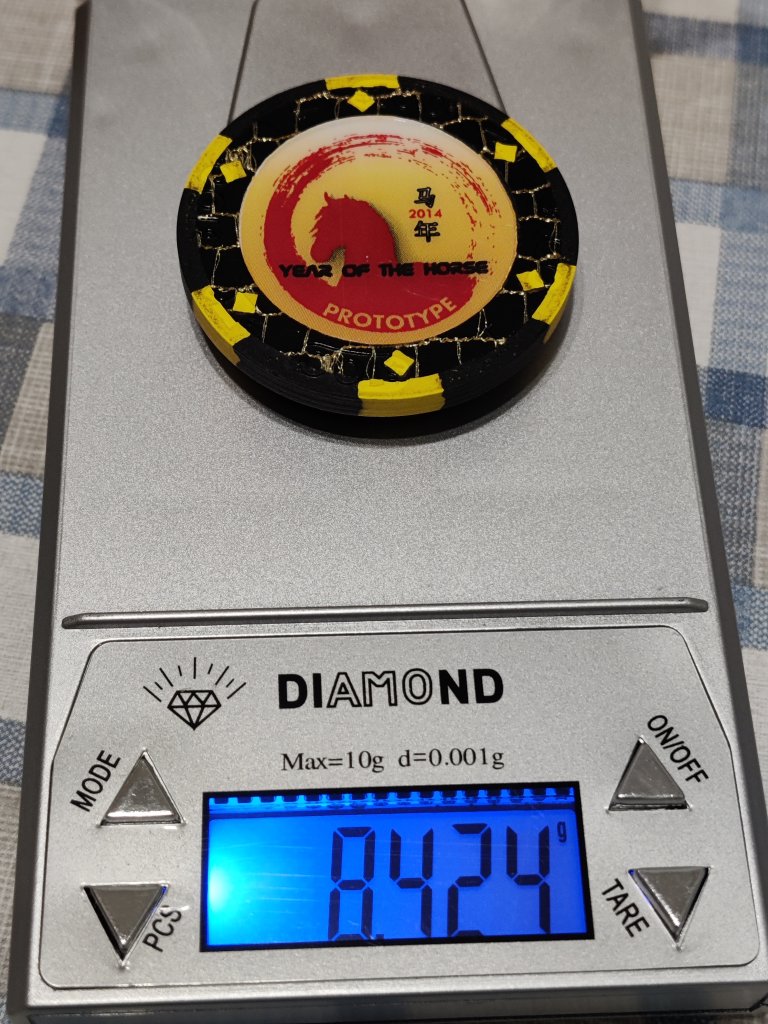 马
2014
年
YEAR OF THE HORSE
PROTOTYPE
DIAMOND
Max=10g d=0.001g
MODE
ON/OFF
8.424 g
PCS
TARE